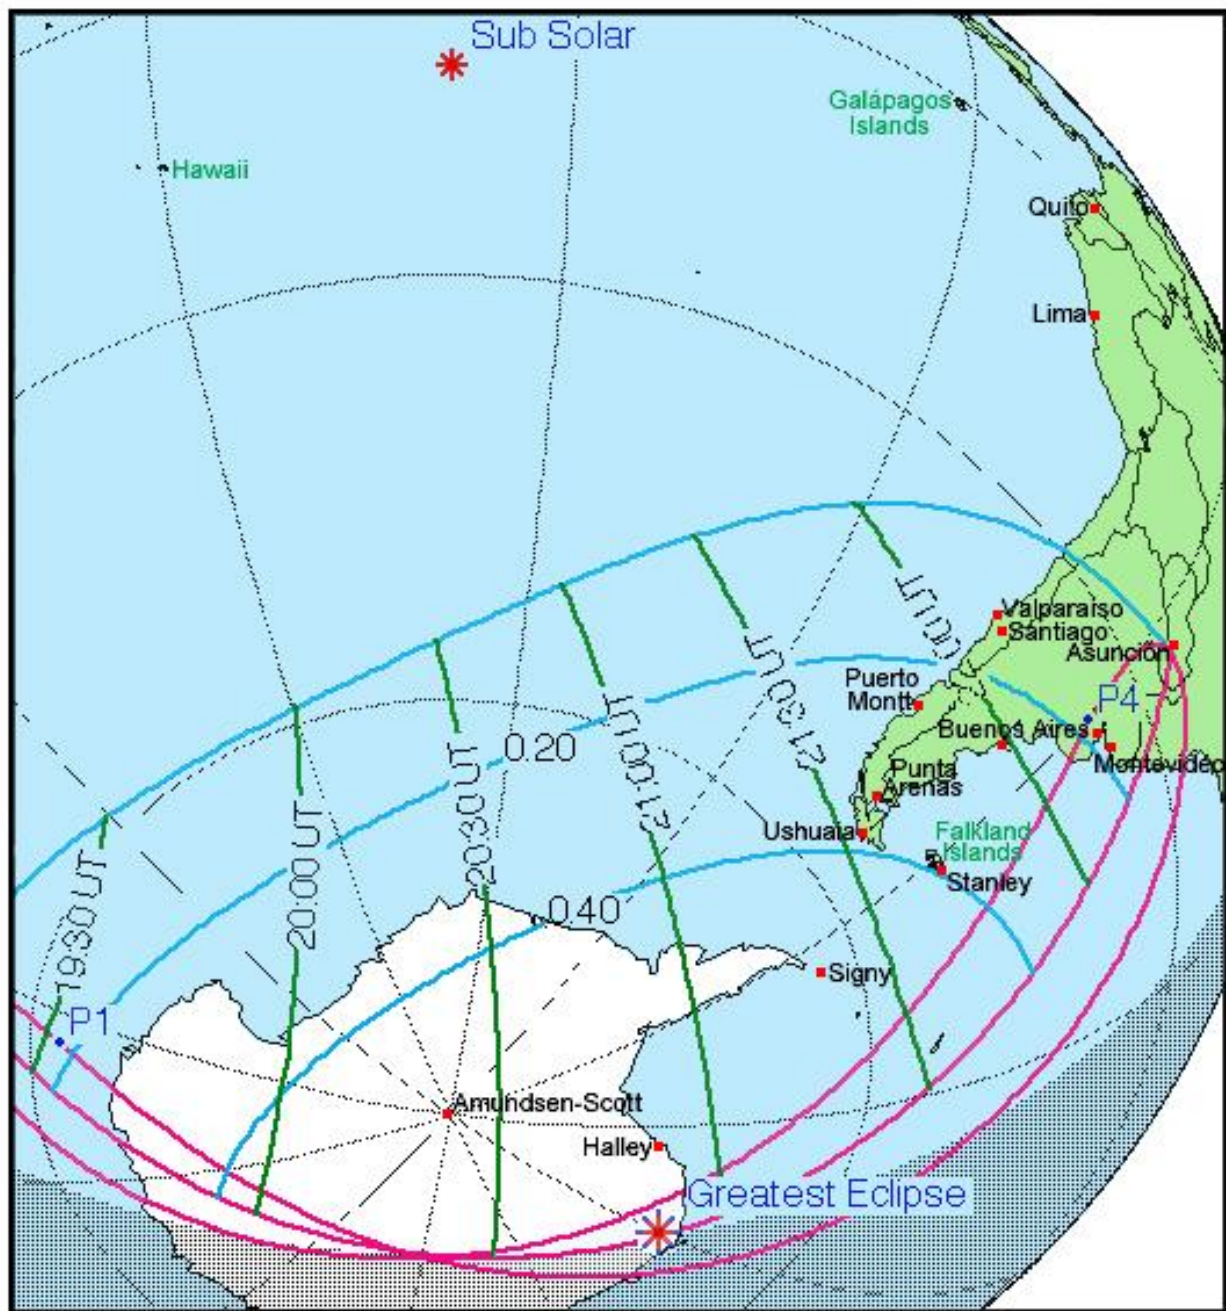 Sub Solar
Galápagos
Islands
Hawaii
Quito
Lima
Valparaíso
Santiago
Asunción
Puerto
Montt
P4
Buenos Aires
Montevideo
Punta
Arenas
Ushuaia
Falkland
Islands
Stanley
0.20
0.40
19:30 UT
20:00 UT
20:30 UT
21:00 UT
21:30 UT
Signy
P1
Amundsen-Scott
Halley
Greatest Eclipse